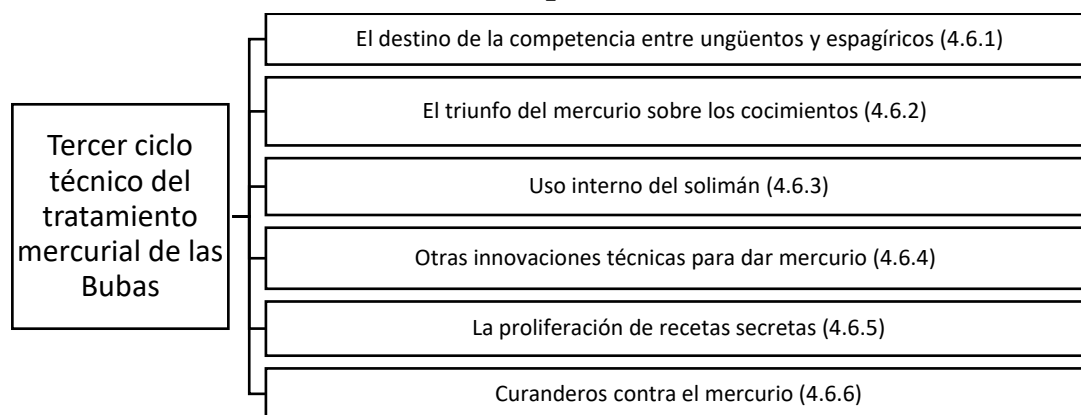 Tercer ciclo
técnico del
tratamiento
mercurial de las
Bubas
El destino de la competencia entre ungüentos y espagíricos (4.6.1)
El triunfo del mercurio sobre los cocimientos (4.6.2)
Uso interno del solimán (4.6.3)
Otras innovaciones técnicas para dar mercurio (4.6.4)
La proliferación de recetas secretas (4.6.5)
Curanderos contra el mercurio (4.6.6)